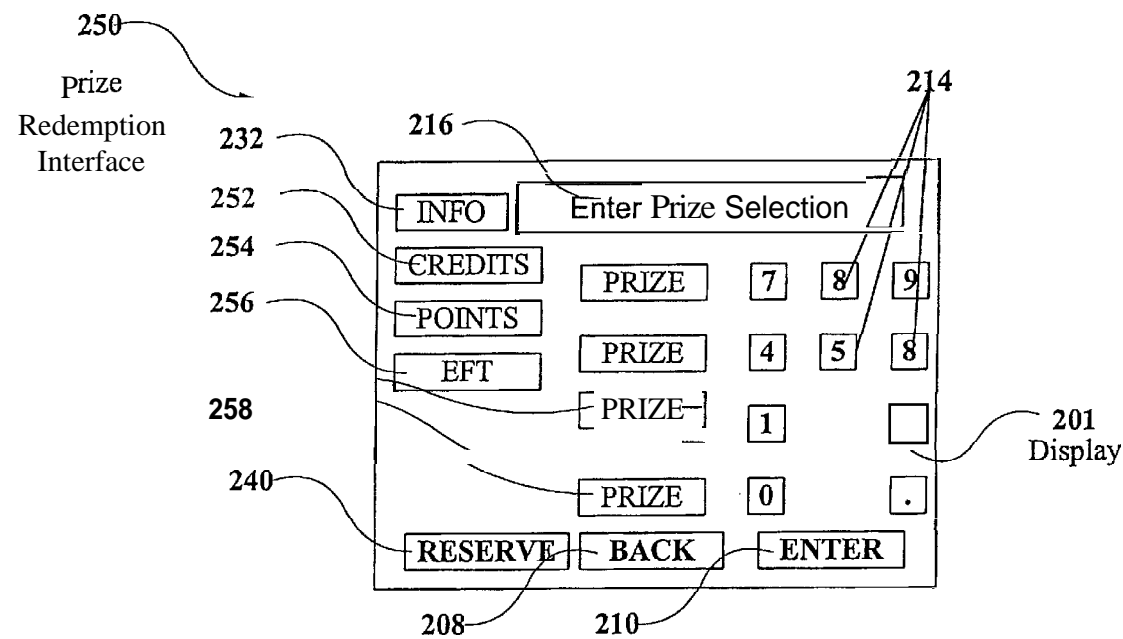 250
Prize
Redemption
Interface
214
232
216
INFO
Enter Prize Selection
252
CREDITS
254
PRIZE 7 8 9
256
POINTS
PRIZE 4 5 8
EFT
258
PRIZE 1
201
Display
240
PRIZE 0 .
RESERVE BACK ENTER
208
210